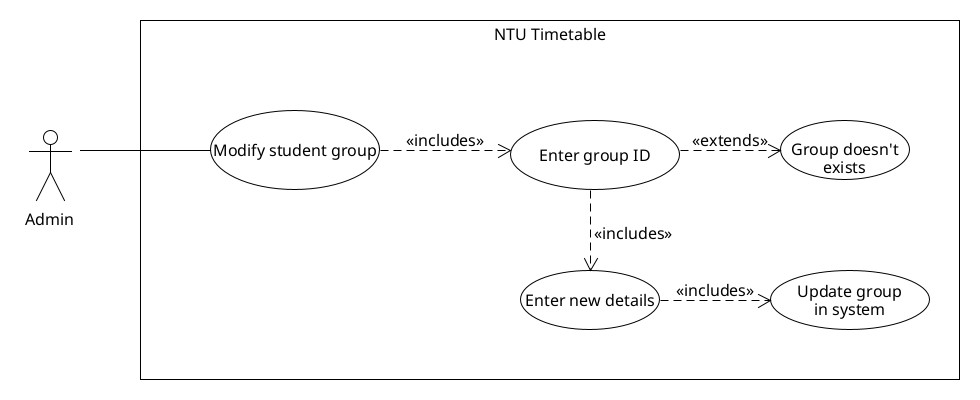 NTU Timetable
Modify student group
«includes»
Enter group ID
«extends»
Group doesn't
exists
Admin
«includes»
Enter new details
«includes»
Update group
in system